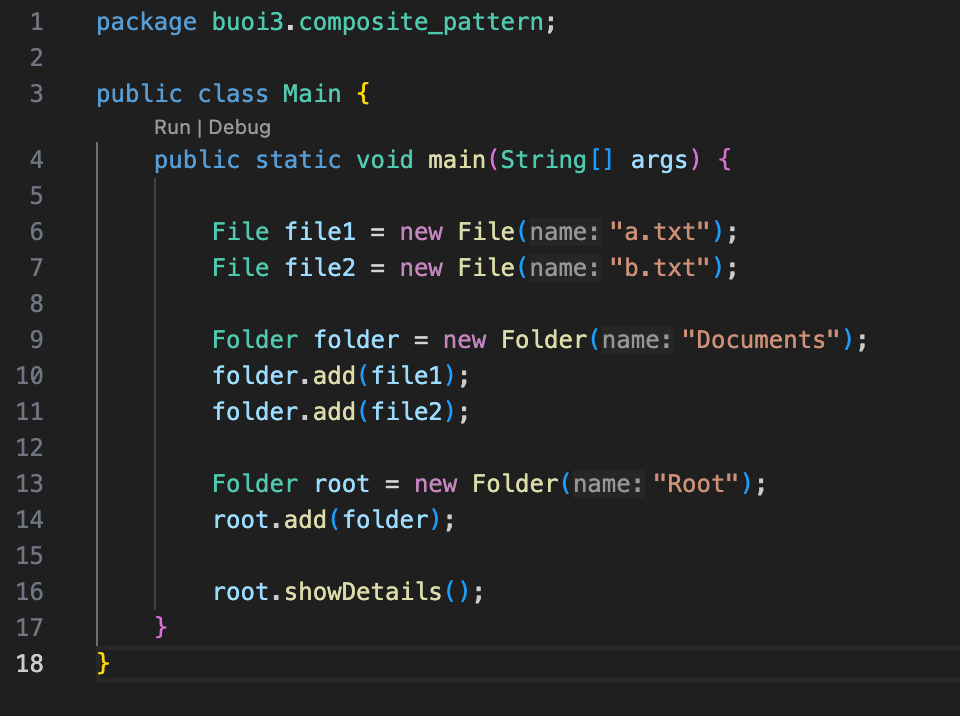 1 package buoi3.composite_pattern;
2
3 public class Main {
Run | Debug
4 public static void main(String[] args) {
5
6 File file1 = new File(name: "a.txt");
7 File file2 = new File(name: "b.txt");
8
9 Folder folder = new Folder(name: "Documents");
10 folder.add(file1);
11 folder.add(file2);
12
13 Folder root = new Folder(name: "Root");
14 root.add(folder);
15
16 root.showDetails();
17 }
18 }